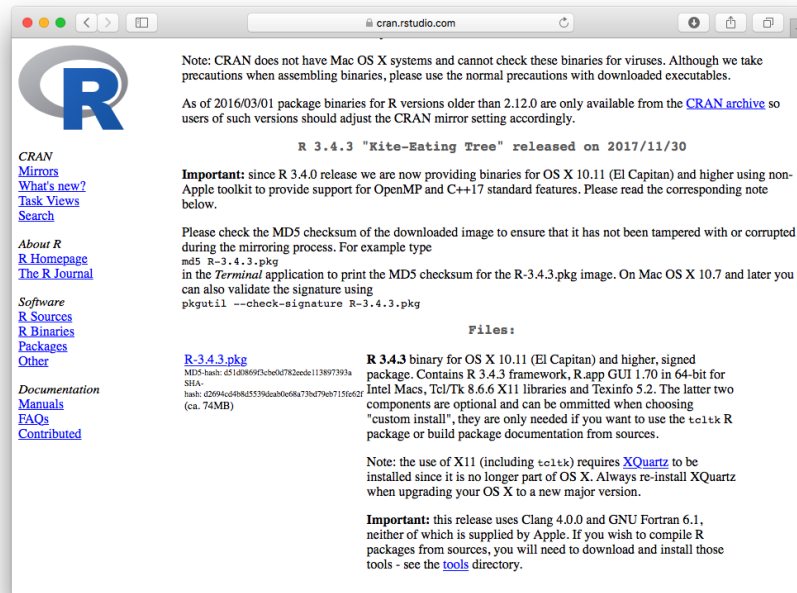 cran.rstudio.com
R
Note: CRAN does not have Mac OS X systems and cannot check these binaries for viruses. Although we take
precautions when assembling binaries, please use the normal precautions with downloaded executables.
As of 2016/03/01 package binaries for R versions older than 2.12.0 are only available from the CRAN archive so
users of such versions should adjust the CRAN mirror setting accordingly.
R 3.4.3 "Kite-Eating Tree" released on 2017/11/30
Important: since R 3.4.0 release we are now providing binaries for OS X 10.11 (El Capitan) and higher using non-
Apple toolkit to provide support for OpenMP and C++17 standard features. Please read the corresponding note
below.
Please check the MD5 checksum of the downloaded image to ensure that it has not been tampered with or corrupted
during the mirroring process. For example type
md5 R-3.4.3.pkg
in the Terminal application to print the MD5 checksum for the R-3.4.3.pkg image. On Mac OS X 10.7 and later you
can also validate the signature using
pkgutil --check-signature R-3.4.3.pkg
CRAN
Mirrors
What's new?
Task Views
Search
About R
R Homepage
The R Journal
Software
R Sources
R Binaries
Packages
Other
Documentation
Manuals
FAQs
Contributed
Files:
R-3.4.3.pkg
MD5-hash:
SHA-
hash:
(ca. 74MB)
R 3.4.3 binary for OS X 10.11 (El Capitan) and higher, signed
package. Contains R 3.4.3 framework, R.app GUI 1.70 in 64-bit for
Intel Macs, Tcl/Tk 8.6.6 X11 libraries and Texinfo 5.2. The latter two
components are optional and can be ommitted when choosing
"custom install", they are only needed if you want to use the tcltk R
package or build package documentation from sources.
Note: the use of X11 (including tcltk) requires XQuartz to be
installed since it is no longer part of OS X. Always re-install XQuartz
when upgrading your OS X to a new major version.
Important: this release uses Clang 4.0.0 and GNU Fortran 6.1,
neither of which is supplied by Apple. If you wish to compile R
packages from sources, you will need to download and install those
tools - see the tools directory.